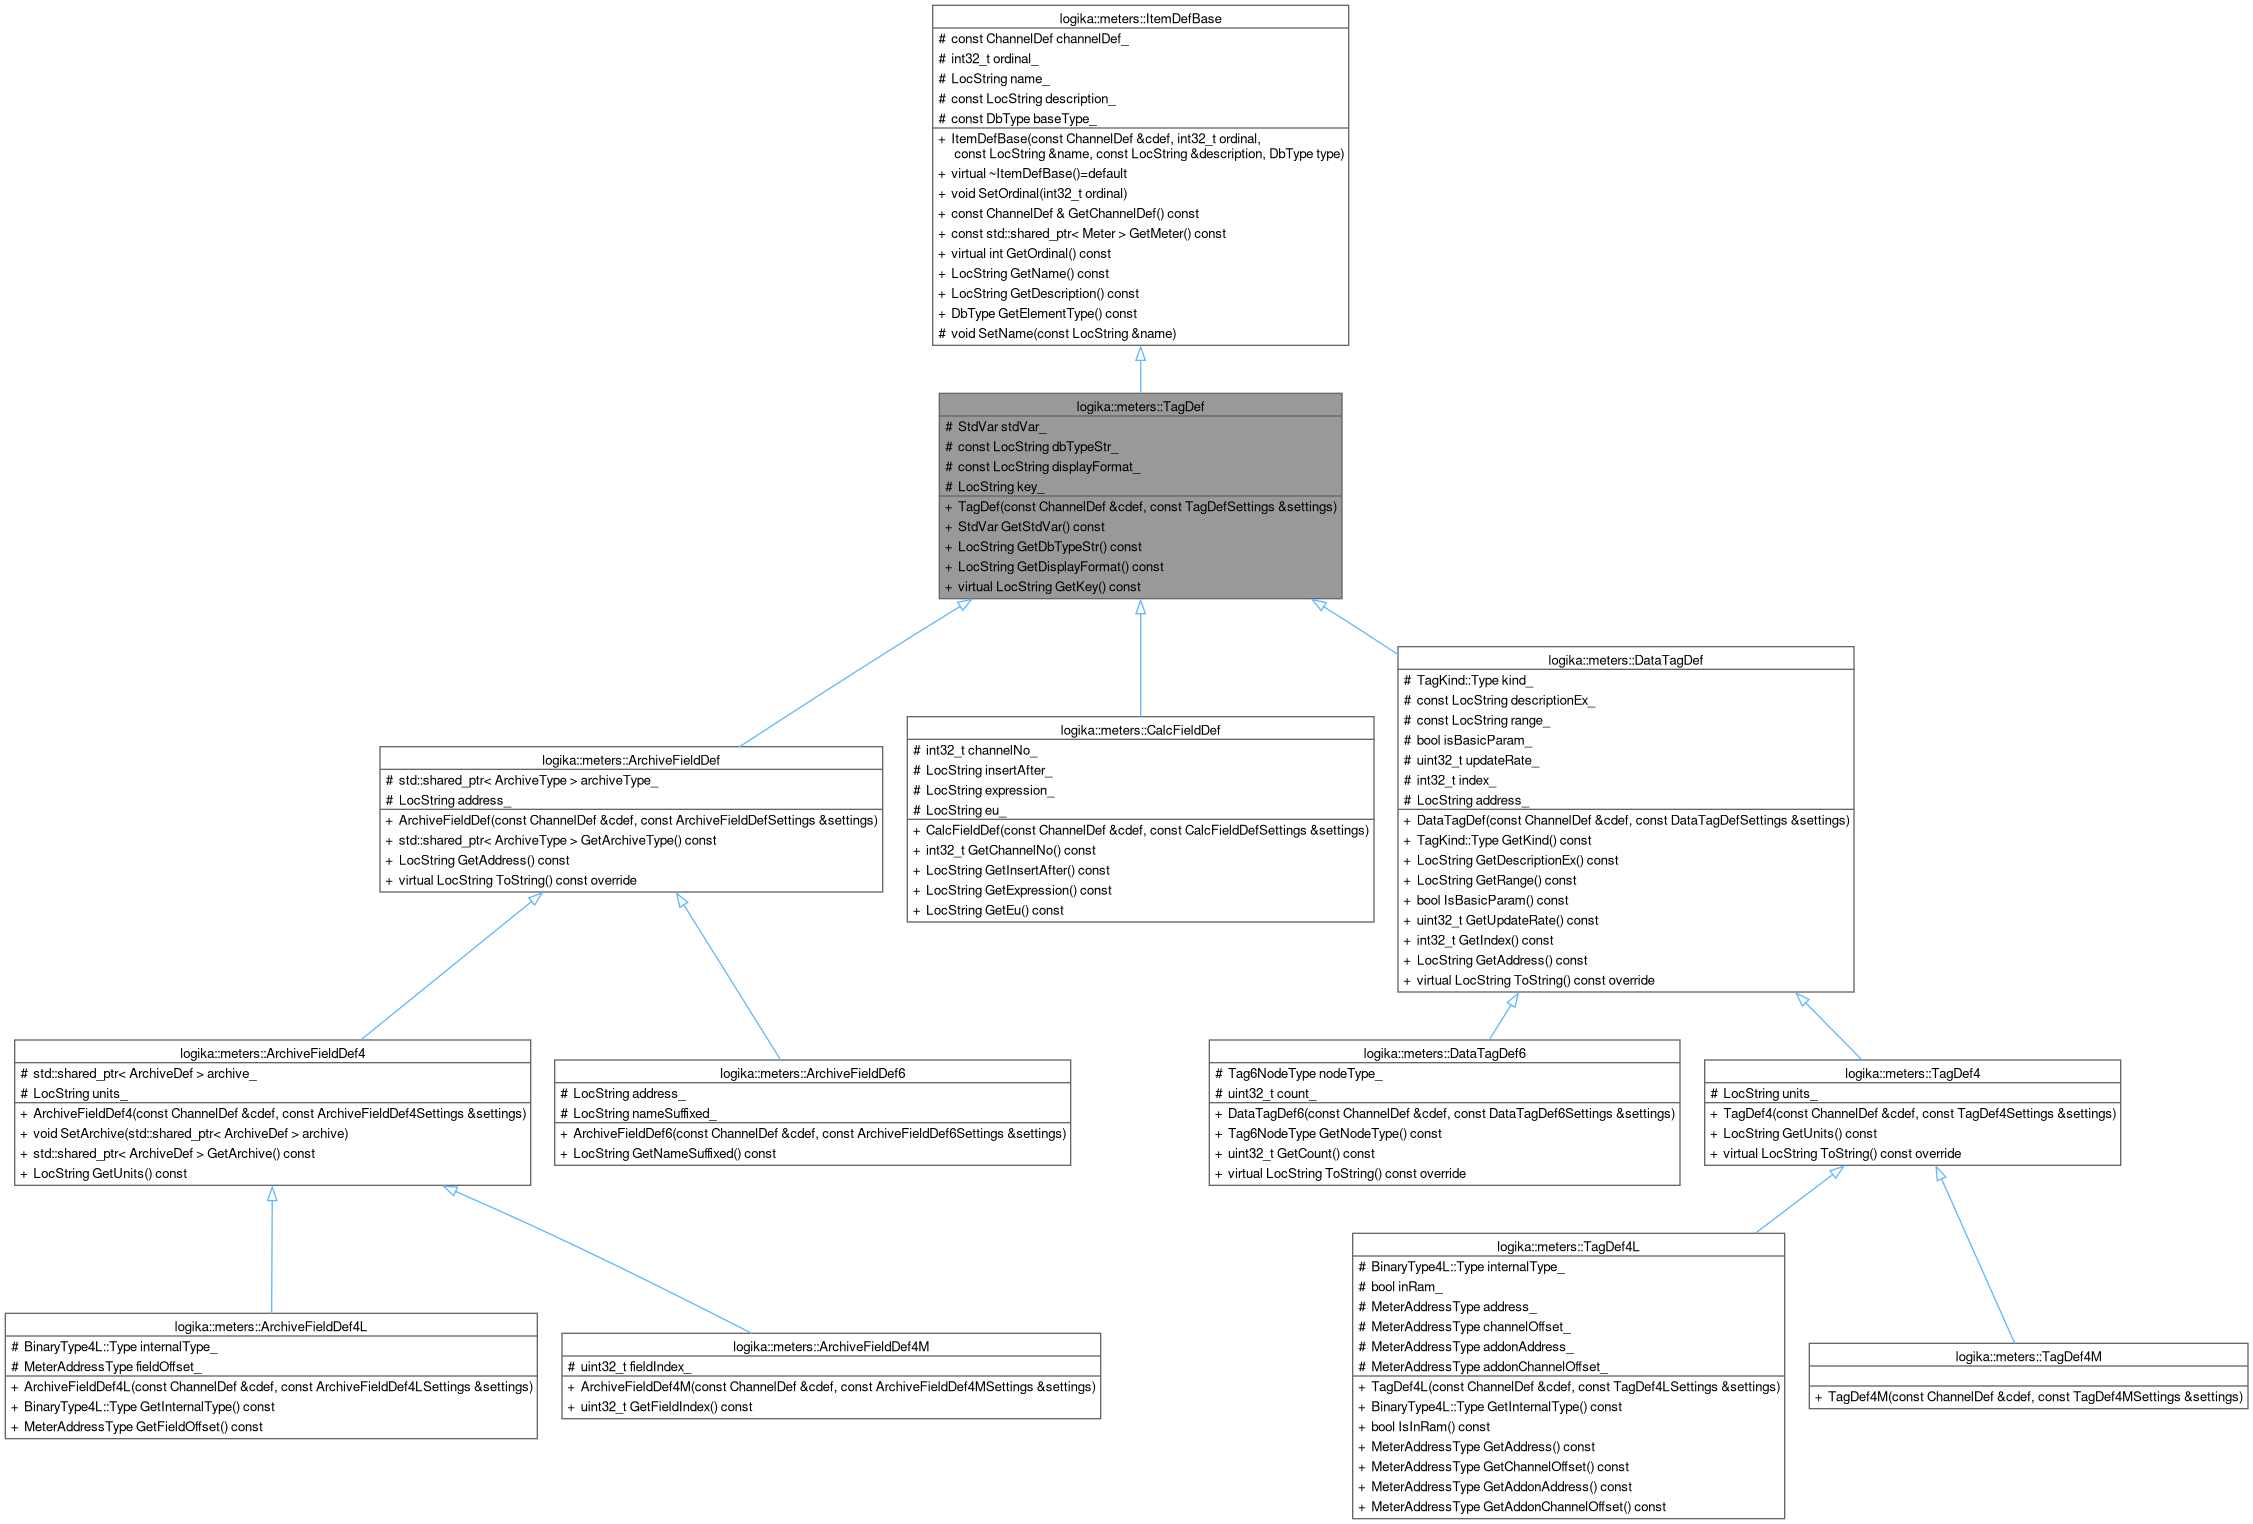 logika::meters::ItemDefBase
# const ChannelDef channelDef_
# int32_t ordinal_
# LocString name_
# const LocString description_
# const DbType baseType_
+ ItemDefBase(const ChannelDef &cdef, int32_t ordinal,
const LocString &name, const LocString &description, DbType type)
+ virtual ~ItemDefBase()=default
+ void SetOrdinal(int32_t ordinal)
+ const ChannelDef & GetChannelDef() const
+ const std::shared_ptr< Meter > GetMeter() const
+ virtual int GetOrdinal() const
+ LocString GetName() const
+ LocString GetDescription() const
+ DbType GetElementType() const
# void SetName(const LocString &name)
logika::meters::TagDef
# StdVar stdVar_
# const LocString dbTypeStr_
# const LocString displayFormat_
# LocString key_
+ TagDef(const ChannelDef &cdef, const TagDefSettings &settings)
+ StdVar GetStdVar() const
+ LocString GetDbTypeStr() const
+ LocString GetDisplayFormat() const
+ virtual LocString GetKey() const
logika::meters::ArchiveFieldDef
# std::shared_ptr< ArchiveType > archiveType_
# LocString address_
+ ArchiveFieldDef(const ChannelDef &cdef, const ArchiveFieldDefSettings &settings)
+ std::shared_ptr< ArchiveType > GetArchiveType() const
+ LocString GetAddress() const
+ virtual LocString ToString() const override
logika::meters::CalcFieldDef
# int32_t channelNo_
# LocString insertAfter_
# LocString expression_
# LocString eu_
+ CalcFieldDef(const ChannelDef &cdef, const CalcFieldDefSettings &settings)
+ int32_t GetChannelNo() const
+ LocString GetInsertAfter() const
+ LocString GetExpression() const
+ LocString GetEu() const
logika::meters::DataTagDef
# TagKind::Type kind_
# const LocString descriptionEx_
# const LocString range_
# bool isBasicParam_
# uint32_t updateRate_
# int32_t index_
# LocString address_
+ DataTagDef(const ChannelDef &cdef, const DataTagDefSettings &settings)
+ TagKind::Type GetKind() const
+ LocString GetDescriptionEx() const
+ LocString GetRange() const
+ bool IsBasicParam() const
+ uint32_t GetUpdateRate() const
+ int32_t GetIndex() const
+ LocString GetAddress() const
+ virtual LocString ToString() const override
logika::meters::ArchiveFieldDef4
# std::shared_ptr< ArchiveDef > archive_
# LocString units_
+ ArchiveFieldDef4(const ChannelDef &cdef, const ArchiveFieldDef4Settings &settings)
+ void SetArchive(std::shared_ptr< ArchiveDef > archive)
+ std::shared_ptr< ArchiveDef > GetArchive() const
+ LocString GetUnits() const
logika::meters::ArchiveFieldDef6
# LocString address_
# LocString nameSuffixed_
+ ArchiveFieldDef6(const ChannelDef &cdef, const ArchiveFieldDef6Settings &settings)
+ LocString GetNameSuffixed() const
logika::meters::DataTagDef6
# Tag6NodeType nodeType_
# uint32_t count_
+ DataTagDef6(const ChannelDef &cdef, const DataTagDef6Settings &settings)
+ Tag6NodeType GetNodeType() const
+ uint32_t GetCount() const
+ virtual LocString ToString() const override
logika::meters::TagDef4
# LocString units_
+ TagDef4(const ChannelDef &cdef, const TagDef4Settings &settings)
+ LocString GetUnits() const
+ virtual LocString ToString() const override
logika::meters::ArchiveFieldDef4L
# BinaryType4L::Type internalType_
# MeterAddressType fieldOffset_
+ ArchiveFieldDef4L(const ChannelDef &cdef, const ArchiveFieldDef4LSettings &settings)
+ BinaryType4L::Type GetInternalType() const
+ MeterAddressType GetFieldOffset() const
logika::meters::ArchiveFieldDef4M
# uint32_t fieldIndex_
+ ArchiveFieldDef4M(const ChannelDef &cdef, const ArchiveFieldDef4MSettings &settings)
+ uint32_t GetFieldIndex() const
logika::meters::TagDef4L
# BinaryType4L::Type internalType_
# bool inRam_
# MeterAddressType address_
# MeterAddressType channelOffset_
# MeterAddressType addonAddress_
# MeterAddressType addonChannelOffset_
+ TagDef4L(const ChannelDef &cdef, const TagDef4LSettings &settings)
+ BinaryType4L::Type GetInternalType() const
+ bool IsInRam() const
+ MeterAddressType GetAddress() const
+ MeterAddressType GetChannelOffset() const
+ MeterAddressType GetAddonAddress() const
+ MeterAddressType GetAddonChannelOffset() const
logika::meters::TagDef4M
+ TagDef4M(const ChannelDef &cdef, const TagDef4MSettings &settings)